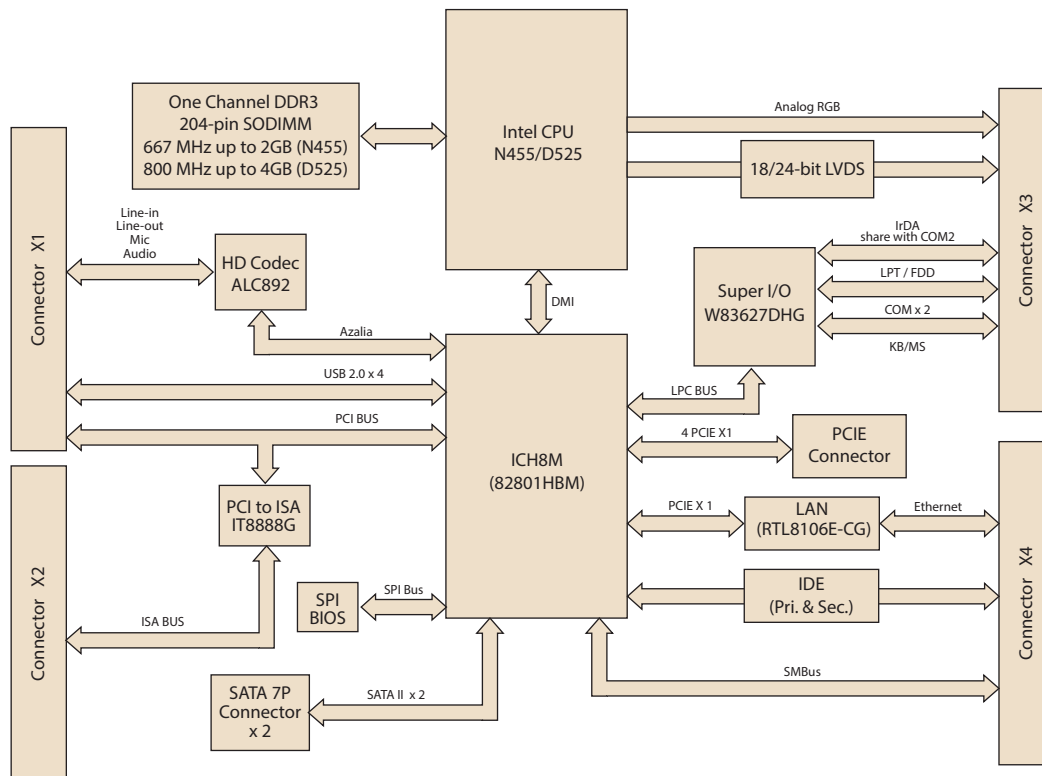 One Channel DDR3
204-pin SODIMM
667 MHz up to 2GB (N455)
800 MHz up to 4GB (D525)
Intel CPU
N455/D525
Analog RGB
18/24-bit LVDS
Connector X3
Connector X1
Line-in
Line-out
Mic
Audio
HD Codec
ALC892
DMI
Super I/O
W83627DHG
IrDA
share with COM2
LPT / FDD
COM x 2
KB/MS
Azalia
USB 2.0 x 4
PCI BUS
LPC BUS
ICH8M
(82801HBM)
4 PCIE X1
PCIE
Connector
PCI to ISA
IT8888G
PCIE X 1
LAN
(RTL8106E-CG)
Ethernet
Connector X4
Connector X2
ISA BUS
SPI
BIOS
SPI Bus
IDE
(Pri. & Sec.)
SMBus
SATA 7P
Connector
x 2
SATA II x 2